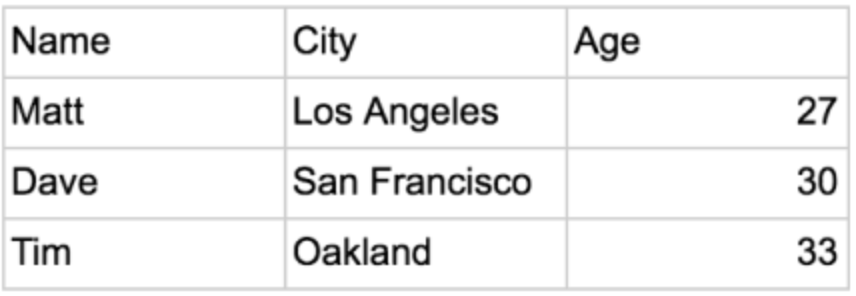 Name City Age
Matt Los Angeles 27
Dave San Francisco 30
Tim Oakland 33